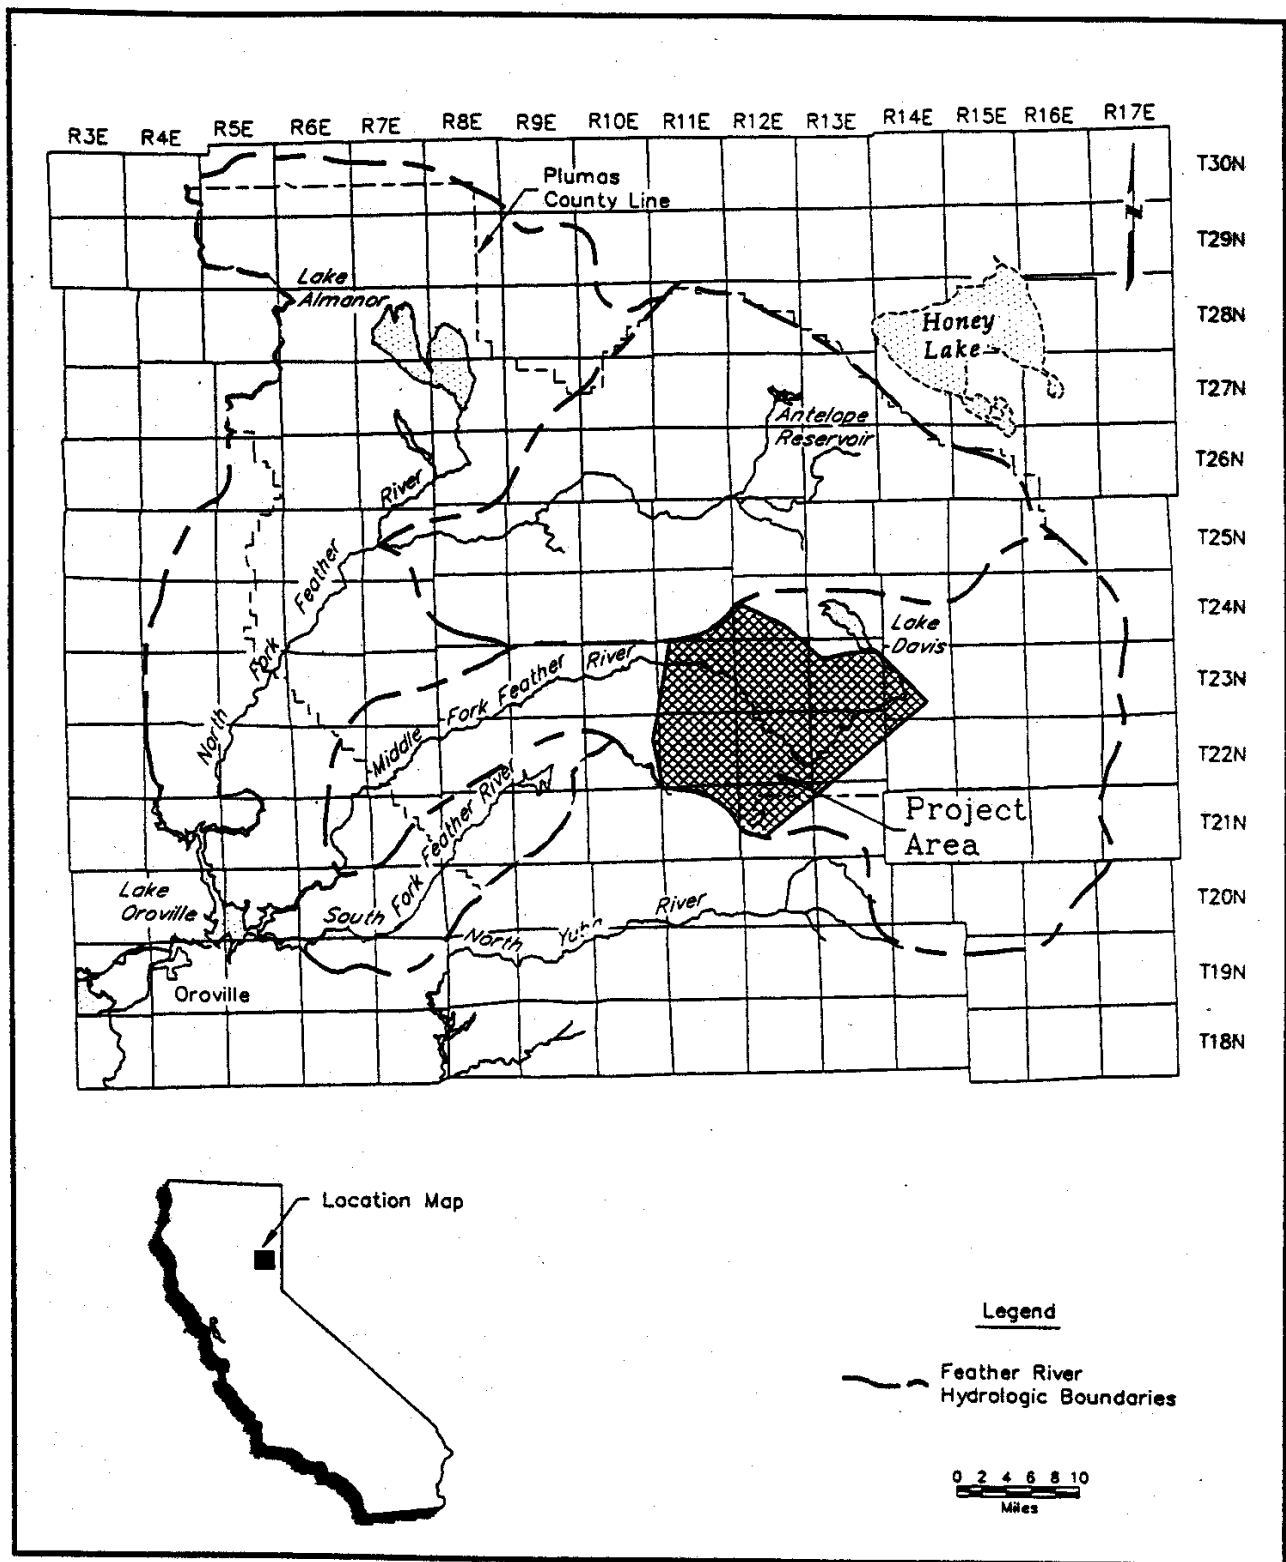 R3E R4E R5E R6E R7E R8E R9E R10E R11E R12E R13E R14E R15E R16E R17E
T30N
Plumas
County Line
N
T29N
Lake
Almanor
T28N
Honey
Lake
T27N
Antelope
Reservoir
T26N
River
T25N
Feather
T24N
Lake
Davis
Fork
T23N
Middle Fork Feather River
North
T22N
Project
Area
T21N
South Fork Feather River
Lake
Oroville
T20N
North Yuba River
T19N
Oroville
T18N
Location Map
Legend
Feather River
Hydrologic Boundaries
0 2 4 6 8 10
Miles